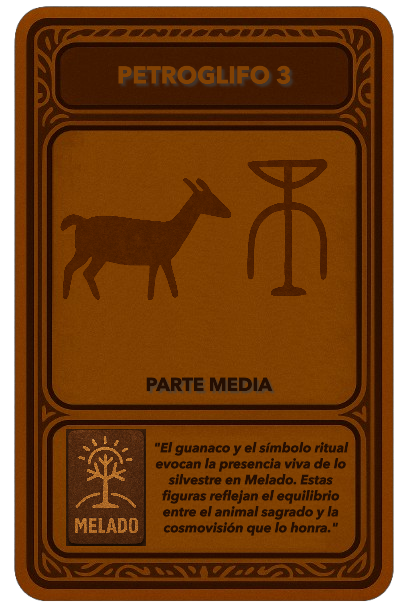 PETROGLIFO 3
PARTE MEDIA
"El guanaco y el símbolo ritual
evocan la presencia viva de lo
silvestre en Melado. Estas
figuras reflejan el equilibrio
entre el animal sagrado y la
cosmovisión que lo honra."
MELADO